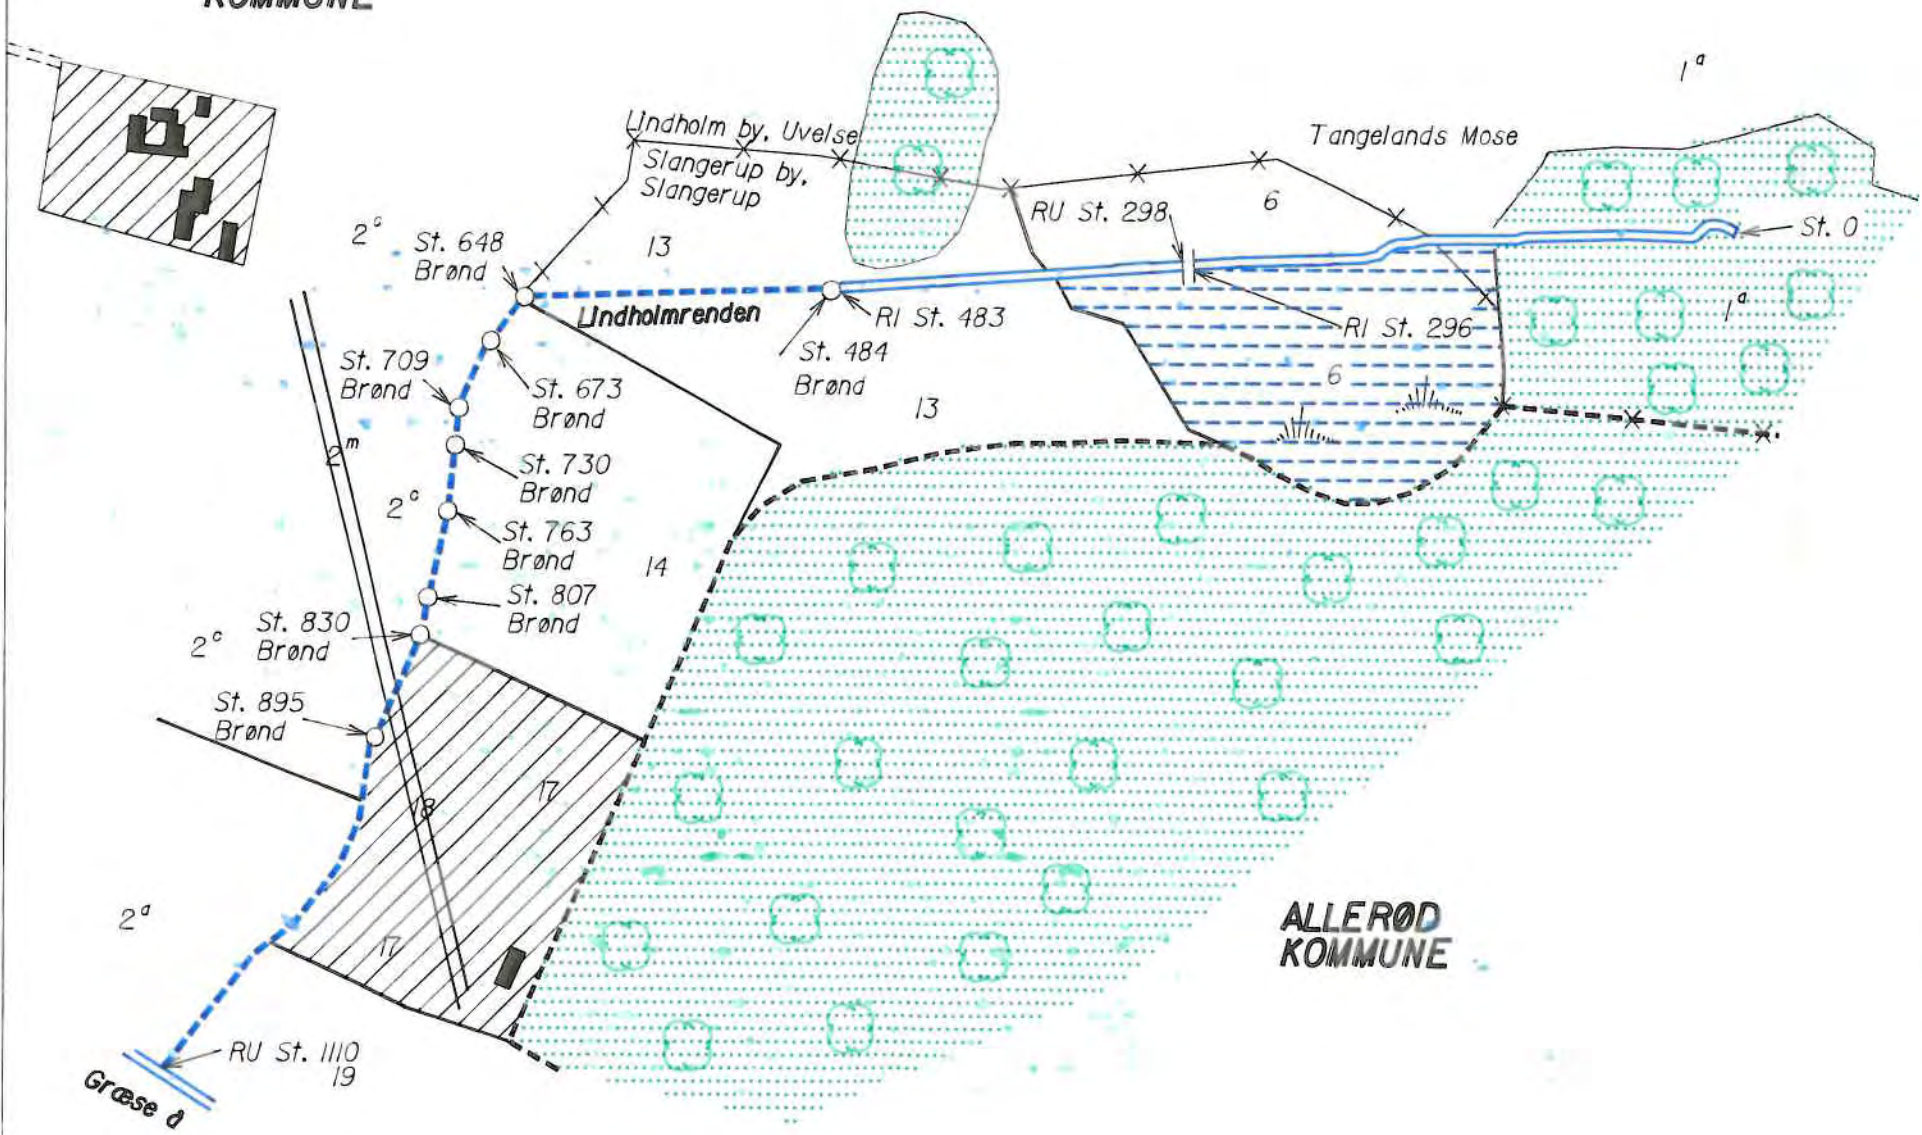 KOMMUNE
1ª
Lindholm by, Uvelse
Slangerup by,
Slangerup
Tangelands Mose
6
RU St. 298
St. 0
2ᶜ
St. 648
Brønd
13
Lindholmrenden
RI St. 483
RI St. 296
1ª
St. 484
Brønd
St. 709
Brønd
St. 673
Brønd
6
13
2ᵐ
St. 730
Brønd
2ᶜ
St. 763
Brønd
14
St. 807
Brønd
2ᶜ
St. 830
Brønd
St. 895
Brønd
17
18
2ª
17
ALLERØD
KOMMUNE
RU St. 1110
19
Græse å